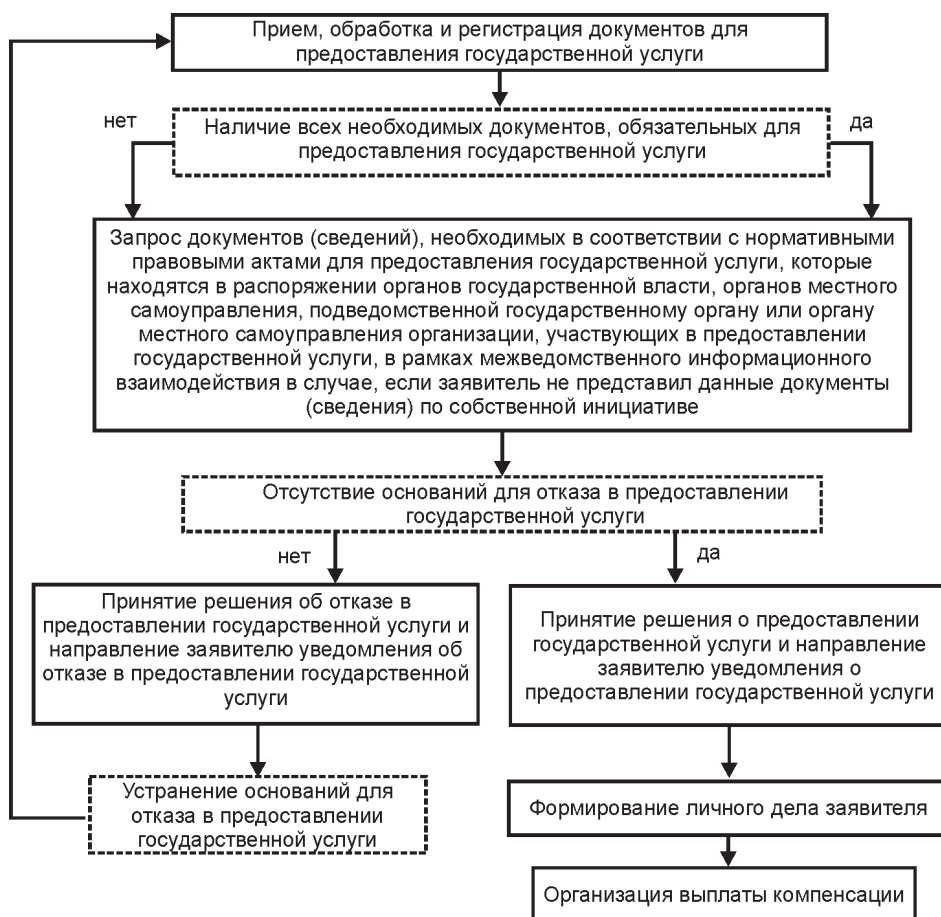 Прием, обработка и регистрация документов для
предоставления государственной услуги
нет
Наличие всех необходимых документов, обязательных для
предоставления государственной услуги
да
Запрос документов (сведений), необходимых в соответствии с нормативными
правовыми актами для предоставления государственной услуги, которые
находятся в распоряжении органов государственной власти, органов местного
самоуправления, подведомственной государственному органу или органу
местного самоуправления организации, участвующих в предоставлении
государственной услуги, в рамках межведомственного информационного
взаимодействия в случае, если заявитель не представил данные документы
(сведения) по собственной инициативе
Отсутствие оснований для отказа в предоставлении
государственной услуги
нет
да
Принятие решения об отказе в
предоставлении государственной услуги и
направление заявителю уведомления об
отказе в предоставлении государственной
услуги
Принятие решения о предоставлении
государственной услуги и направление
заявителю уведомления о
предоставлении государственной услуги
Устранение оснований для
отказа в предоставлении
государственной услуги
Формирование личного дела заявителя
Организация выплаты компенсации